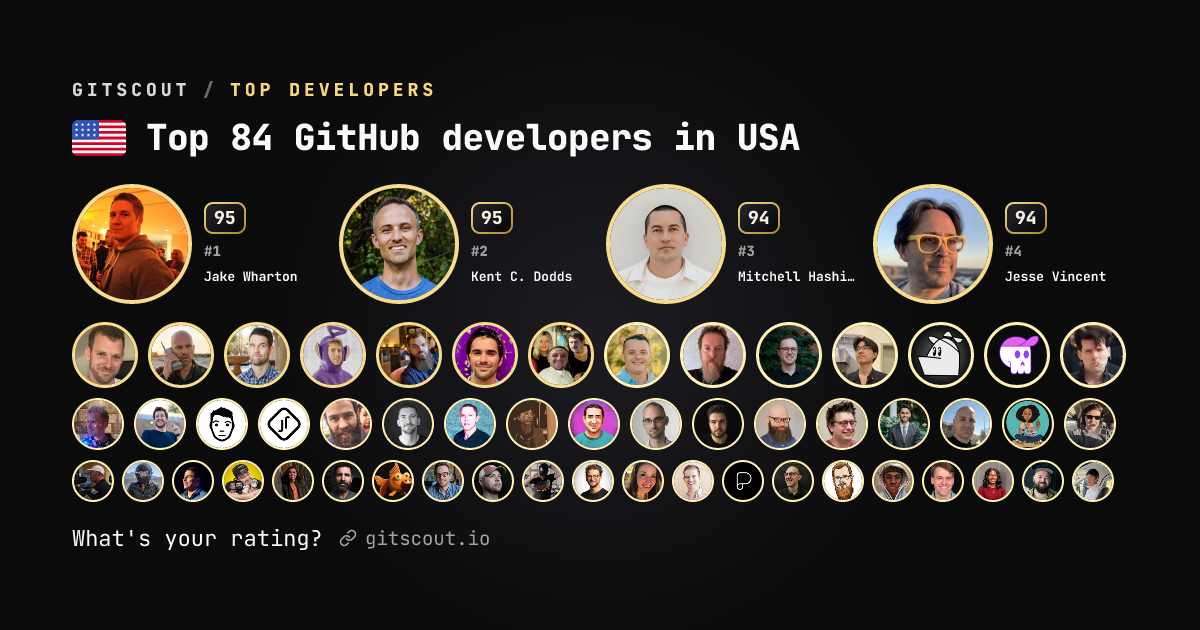 GITSCOUT / TOP DEVELOPERS
Top 84 GitHub developers in USA
95
#1
Jake Wharton
95
#2
Kent C. Dodds
94
#3
Mitchell Hashi…
94
#4
Jesse Vincent
What's your rating? gitscout.io